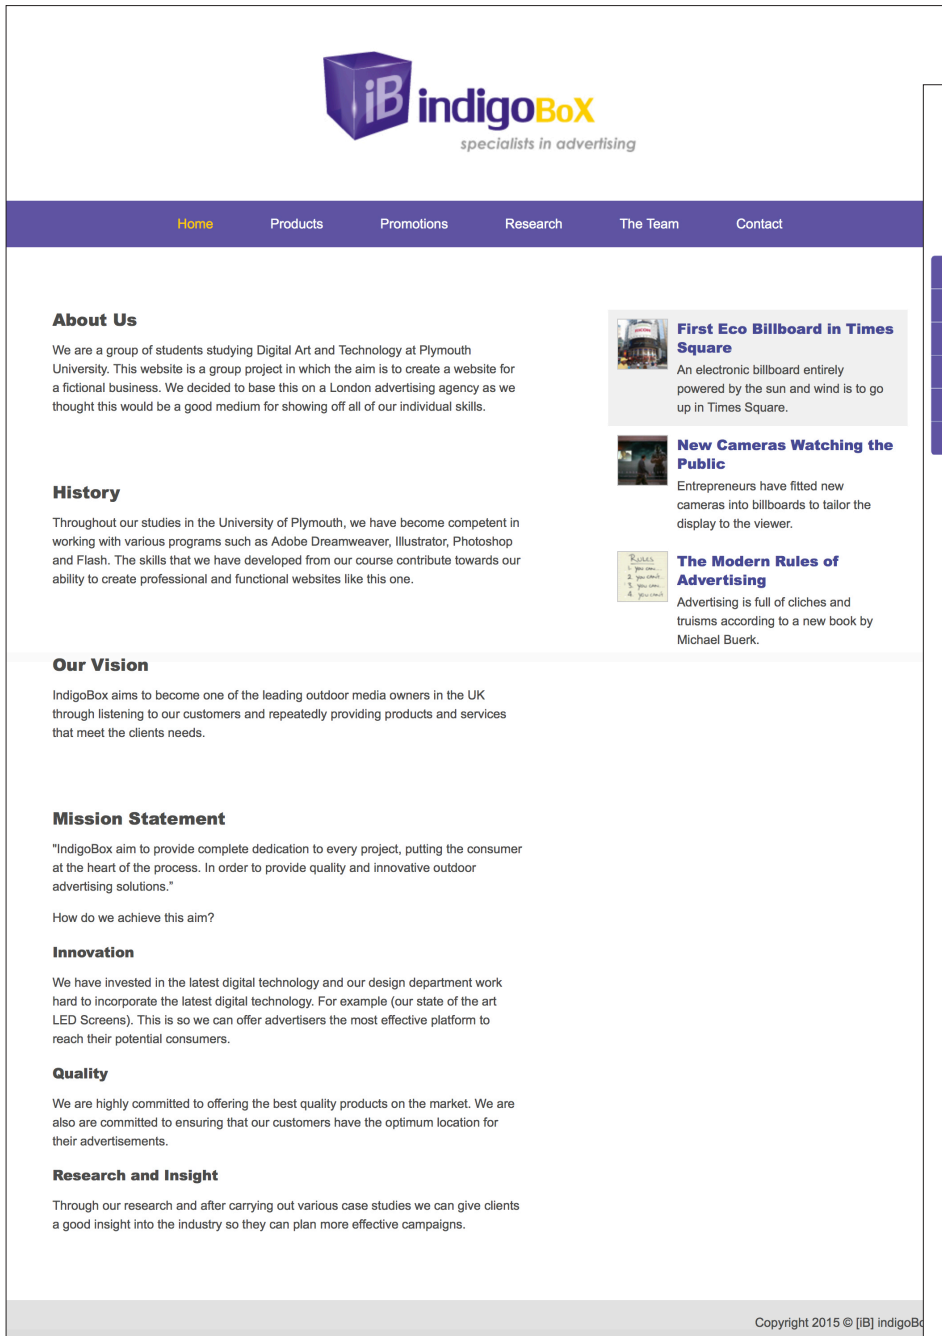 iB indigoBoX
specialists in advertising
Home Products Promotions Research The Team Contact
About Us
We are a group of students studying Digital Art and Technology at Plymouth
University. This website is a group project in which the aim is to create a website for
a fictional business. We decided to base this on a London advertising agency as we
thought this would be a good medium for showing off all of our individual skills.
History
Throughout our studies in the University of Plymouth, we have become competent in
working with various programs such as Adobe Dreamweaver, Illustrator, Photoshop
and Flash. The skills that we have developed from our course contribute towards our
ability to create professional and functional websites like this one.
Our Vision
IndigoBox aims to become one of the leading outdoor media owners in the UK
through listening to our customers and repeatedly providing products and services
that meet the clients needs.
Mission Statement
"IndigoBox aim to provide complete dedication to every project, putting the consumer
at the heart of the process. In order to provide quality and innovative outdoor
advertising solutions."
How do we achieve this aim?
Innovation
We have invested in the latest digital technology and our design department work
hard to incorporate the latest digital technology. For example (our state of the art
LED Screens). This is so we can offer advertisers the most effective platform to
reach their potential consumers.
Quality
We are highly committed to offering the best quality products on the market. We are
also are committed to ensuring that our customers have the optimum location for
their advertisements.
Research and Insight
Through our research and after carrying out various case studies we can give clients
a good insight into the industry so they can plan more effective campaigns.
First Eco Billboard in Times
Square
An electronic billboard entirely
powered by the sun and wind is to go
up in Times Square.
New Cameras Watching the
Public
Entrepreneurs have fitted new
cameras into billboards to tailor the
display to the viewer.
RULES
1. you can...
2. you can't..
3. you can..
4. you can't
The Modern Rules of
Advertising
Advertising is full of cliches and
truisms according to a new book by
Michael Buerk.
Copyright 2015 © [iB] indigoBo